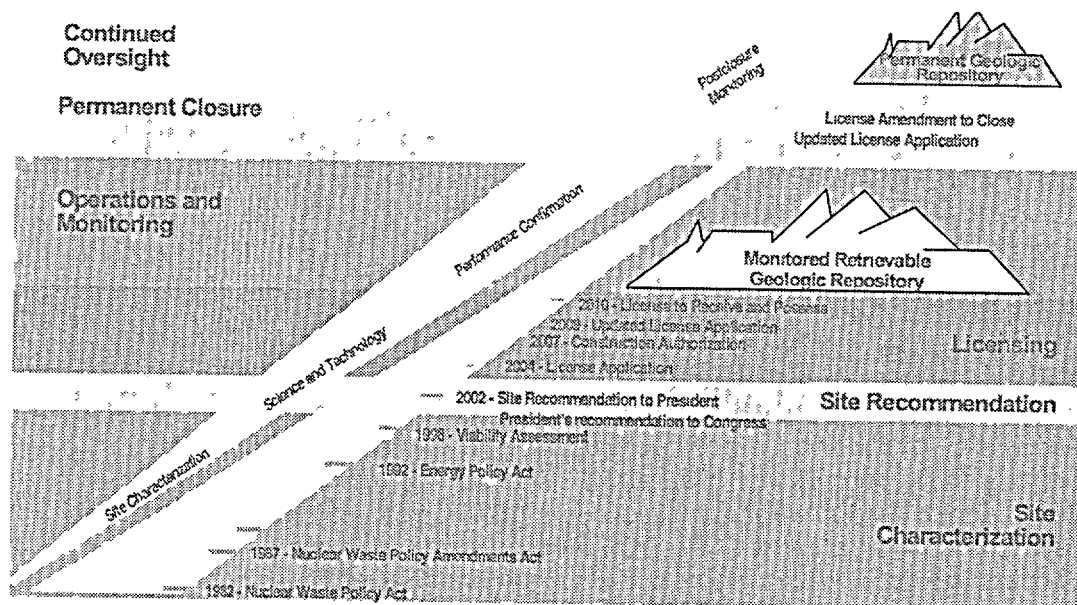 Continued
Oversight
Permanent Closure
Operations and
Monitoring
Postclosure
Monitoring
Performance Confirmation
Science and Technology
Site Characterization
Permanent Geologic
Repository
License Amendment to Close
Updated License Application
Monitored Retrievable
Geologic Repository
2010 - License to Receive and Possess
2009 - Updated License Application
2007 - Construction Authorization
Licensing
2004 - License Application
2002 - Site Recommendation to President
Site Recommendation
President's recommendation to Congress
1998 - Viability Assessment
1992 - Energy Policy Act
Site
Characterization
1987 - Nuclear Waste Policy Amendments Act
1982 - Nuclear Waste Policy Act